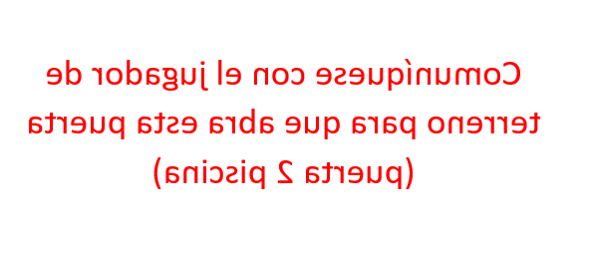 Comuníquese con el jugador de
terreno para que abra esta puerta
(puerta 2 piscina)